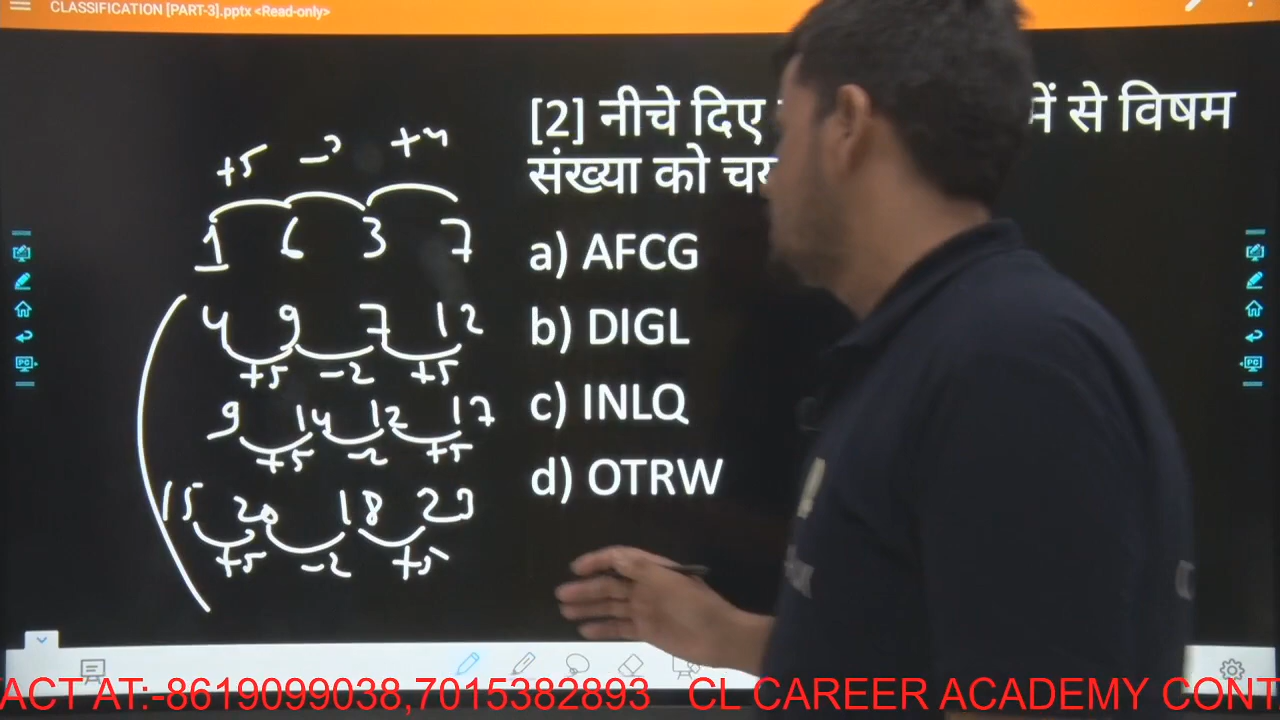 CLASSIFICATION [PART-3].pptx <Read-only>
[2] नीचे दिए में से विषम
संख्या को
a) AFCG
b) DIGL
c) INLQ
d) OTRW
+5 -3 +4
1 6 3 7
4 9 7 12
+5 -2 +5
9 14 12 17
+5 -2 +5
15 20 18 23
+5 -2 +5
ACT AT:-8619099038,7015382893 CL CAREER ACADEMY CONT